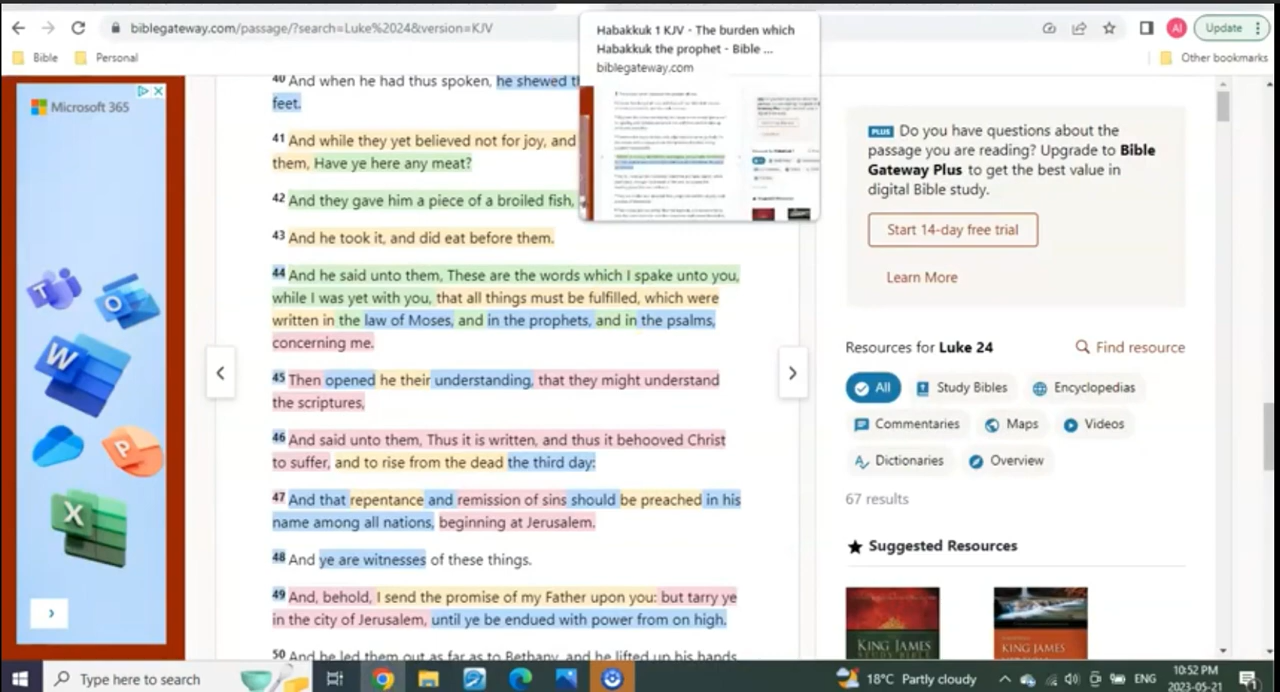 biblegateway.com/passage/?search=Luke%2024&version=KJV
Habakkuk 1 KJV - The burden which
Habakkuk the prophet - Bible ...
biblegateway.com
AI
Update
Bible
Personal
Other bookmarks
Microsoft 365
40 And when he had thus spoken, he shewed
feet.
41 And while they yet believed not for joy, and
them, Have ye here any meat?
42 And they gave him a piece of a broiled fish,
43 And he took it, and did eat before them.
44 And he said unto them, These are the words which I spake unto you,
while I was yet with you, that all things must be fulfilled, which were
written in the law of Moses, and in the prophets, and in the psalms,
concerning me.
45 Then opened he their understanding, that they might understand
the scriptures,
46 And said unto them, Thus it is written, and thus it behooved Christ
to suffer, and to rise from the dead the third day:
47 And that repentance and remission of sins should be preached in his
name among all nations, beginning at Jerusalem.
48 And ye are witnesses of these things.
49 And, behold, I send the promise of my Father upon you: but tarry ye
in the city of Jerusalem, until ye be endued with power from on high.
50 And he led them out as far as to Bethany, and he lifted up his hands,
PLUS Do you have questions about the
passage you are reading? Upgrade to Bible
Gateway Plus to get the best value in
digital Bible study.
Start 14-day free trial
Learn More
Resources for Luke 24
Find resource
All
Study Bibles
Encyclopedias
Commentaries
Maps
Videos
Dictionaries
Overview
67 results
Suggested Resources
KING JAMES
STUDY BIBLE
KING JAMES
Type here to search
18°C Partly cloudy
ENG
10:52 PM
2023-05-21